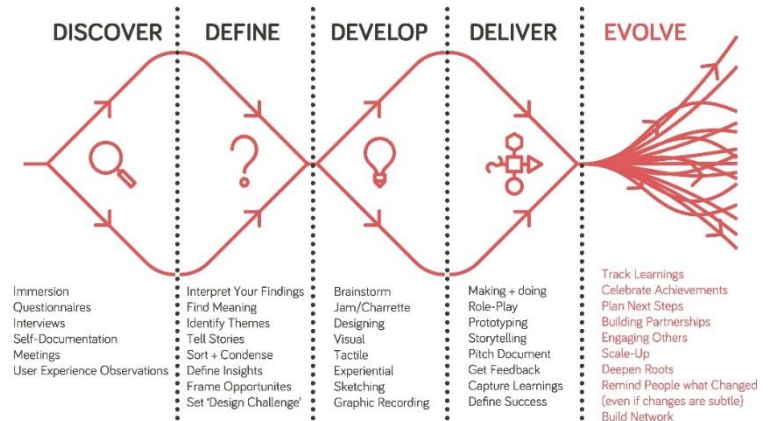 DISCOVER
DEFINE
DEVELOP
DELIVER
EVOLVE
Immersion
Questionnaires
Interviews
Self-Documentation
Meetings
User Experience Observations
Interpret Your Findings
Find Meaning
Identify Themes
Tell Stories
Sort + Condense
Define Insights
Frame Opportunites
Set ‘Design Challenge’
Brainstorm
Jam/Charrette
Designing
Visual
Tactile
Experiential
Sketching
Graphic Recording
Making + doing
Role-Play
Prototyping
Storytelling
Pitch Document
Get Feedback
Capture Learnings
Define Success
Track Learnings
Celebrate Achievements
Plan Next Steps
Building Partnerships
Engaging Others
Scale-Up
Deepen Roots
Remind People what Changed
(even if changes are subtle)
Build Network